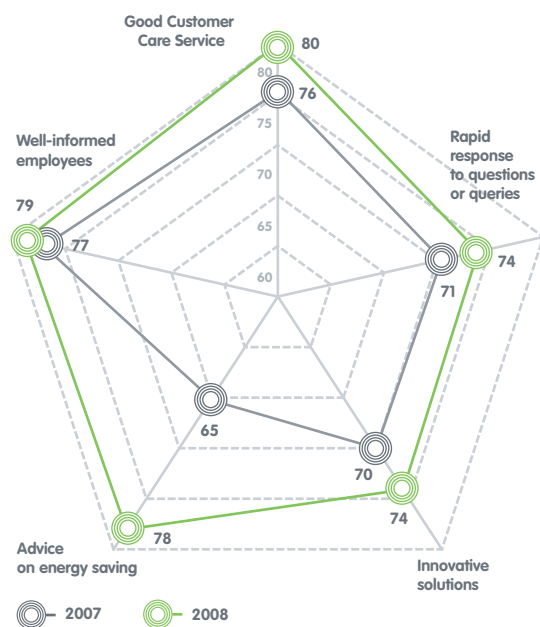 Good Customer
Care Service
80
80
76
75
Rapid
response
to questions
or queries
Well-informed
employees
79
77
70
74
71
65
60
65
70
74
78
Advice
on energy saving
Innovative
solutions
2007
2008